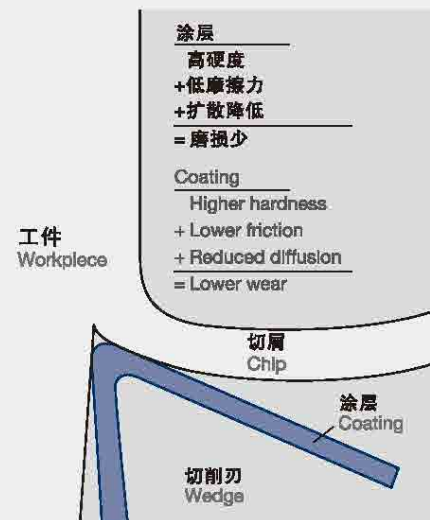 涂层
高硬度
+低摩擦力
+扩散降低
=磨损少
Coating
Higher hardness
+ Lower friction
+ Reduced diffusion
= Lower wear
工件
Workpiece
切屑
Chip
涂层
Coating
切削刃
Wedge